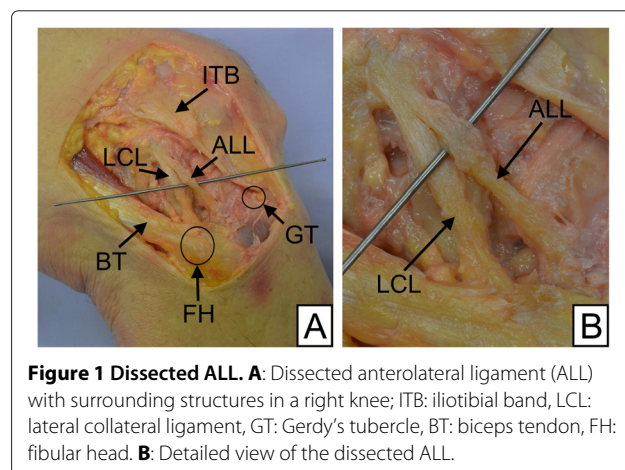 ITB
ALL
LCL
GT
BT
FH
A
ALL
LCL
B
Figure 1 Dissected ALL. A: Dissected anterolateral ligament (ALL)
with surrounding structures in a right knee; ITB: iliotibial band, LCL:
lateral collateral ligament, GT: Gerdy's tubercle, BT: biceps tendon, FH:
fibular head. B: Detailed view of the dissected ALL.